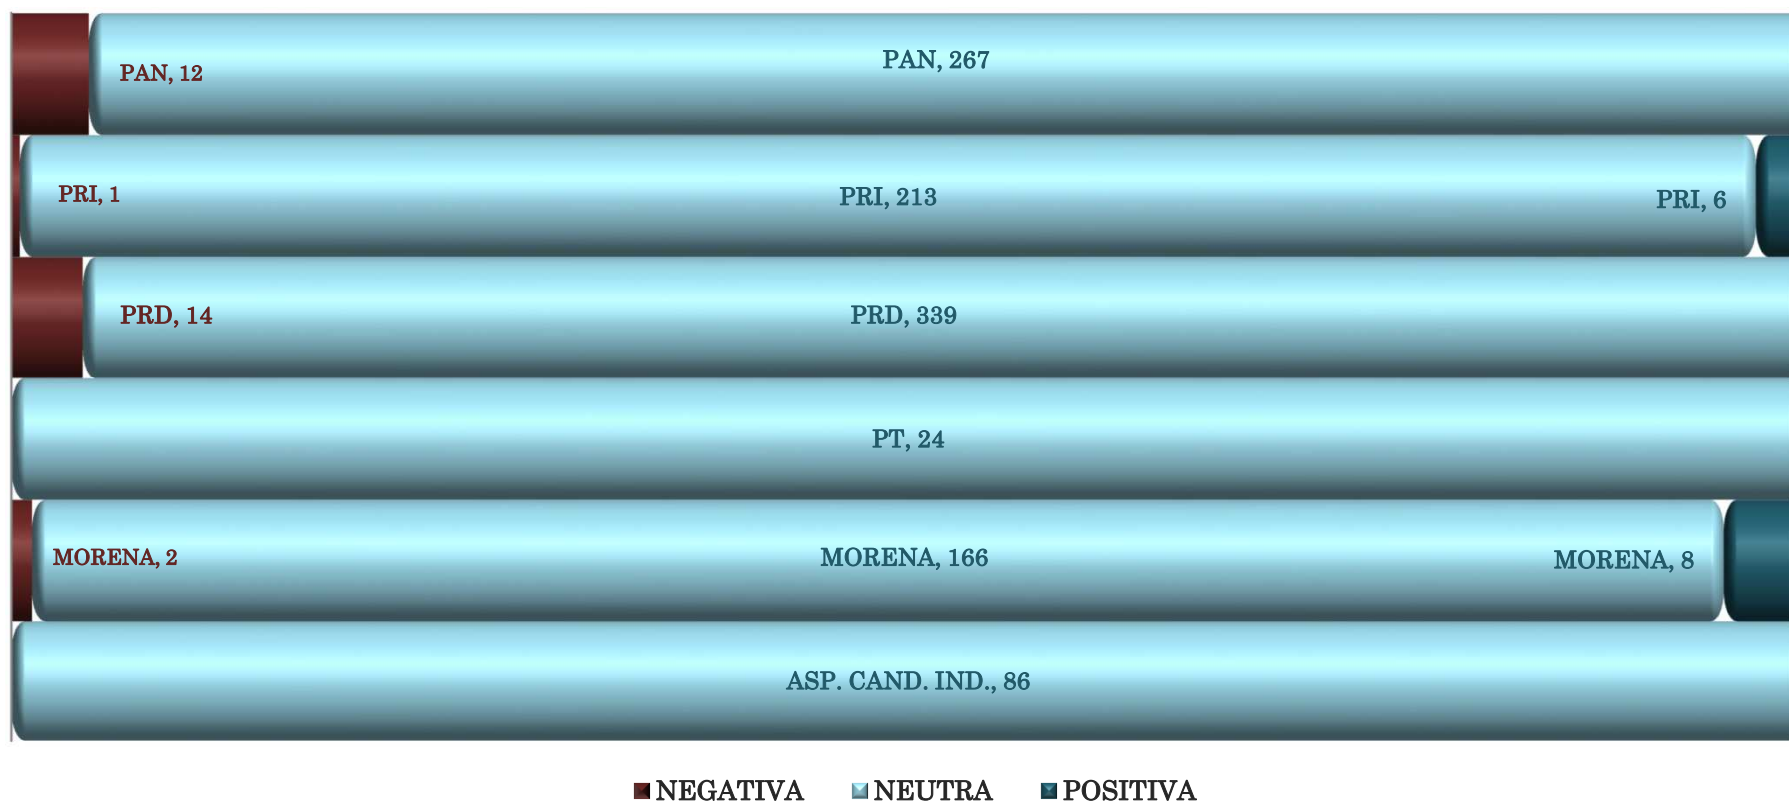 PAN, 12
PAN, 267
PRI, 1
PRI, 213
PRI, 6
PRD, 14
PRD, 339
PT, 24
MORENA, 2
MORENA, 166
MORENA, 8
ASP. CAND. IND., 86
NEGATIVA NEUTRA POSITIVA